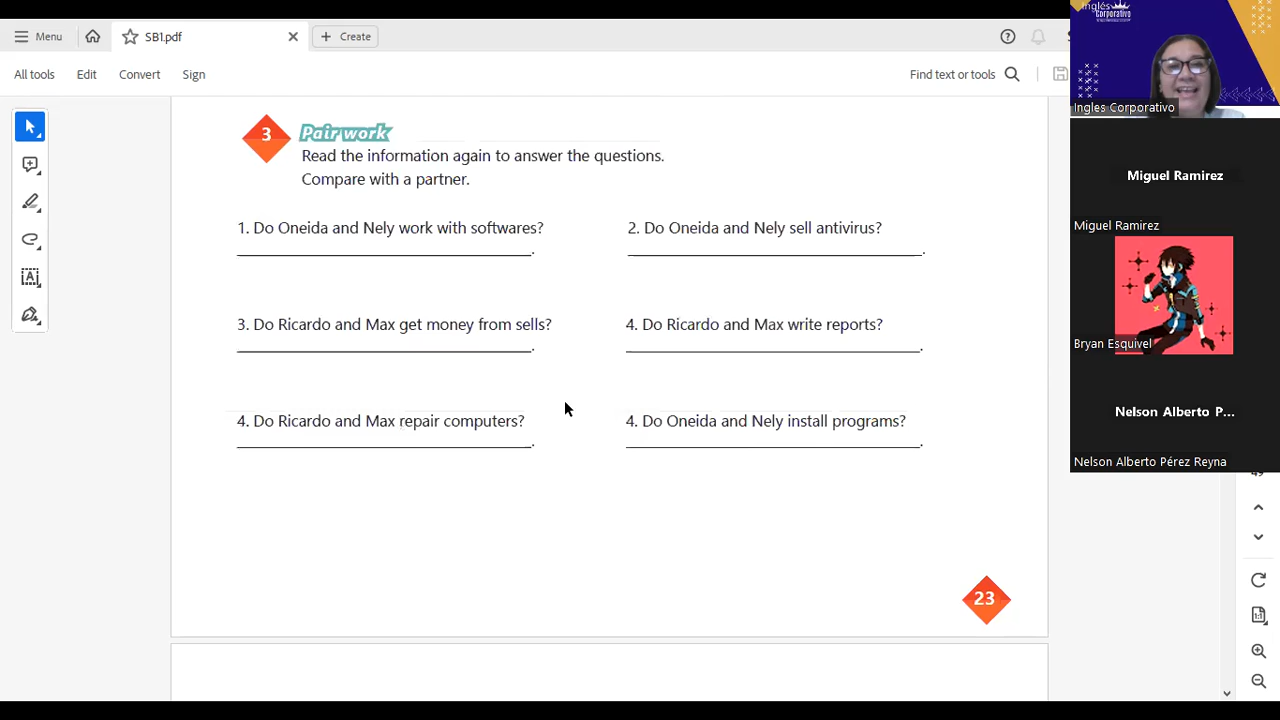 Menu
SB1.pdf
Create
All tools
Edit
Convert
Sign
Find text or tools
3
Pair work
Read the information again to answer the questions.
Compare with a partner.
1. Do Oneida and Nely work with softwares?
2. Do Oneida and Nely sell antivirus?
3. Do Ricardo and Max get money from sells?
4. Do Ricardo and Max write reports?
4. Do Ricardo and Max repair computers?
4. Do Oneida and Nely install programs?
23
Inglés
Corporativo
Ingles Corporativo
Miguel Ramirez
Miguel Ramirez
Bryan Esquivel
Nelson Alberto P...
Nelson Alberto Pérez Reyna